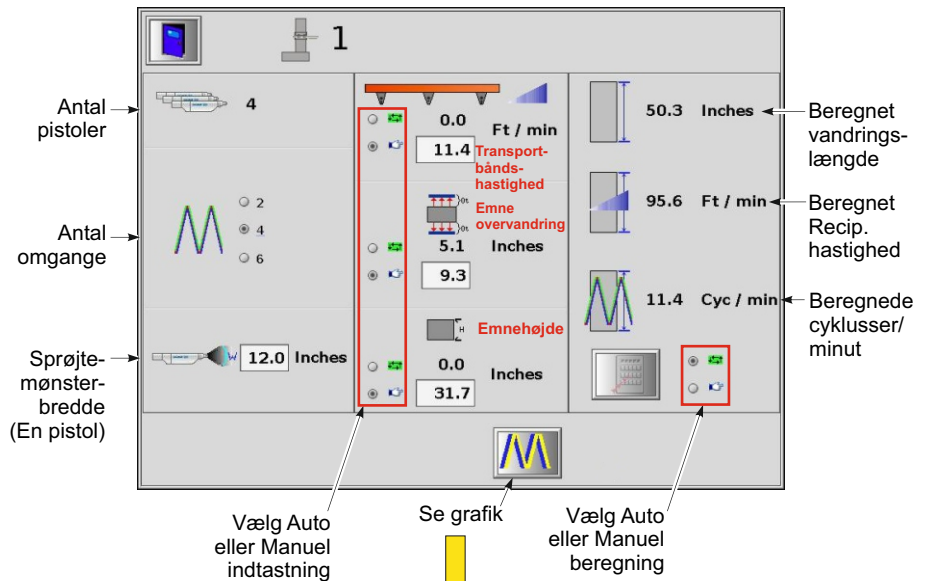 1
Antal
pistoler
4
Antal
omgange
2
4
6
Sprøjte-
mønster-
bredde
(En pistol)
12.0 Inches
0.0
Ft / min
11.4
Transport-
bånds-
hastighed
Emne
overvandring
5.1 Inches
9.3
H
Emnehøjde
0.0
Inches
31.7
50.3 Inches
Beregnet
vandrings-
længde
95.6 Ft / min
Beregnet
Recip.
hastighed
11.4 Cyc / min
Beregnede
cyklusser/
minut
Vælg Auto
eller Manuel
indtastning
Se grafik
Vælg Auto
eller Manuel
beregning